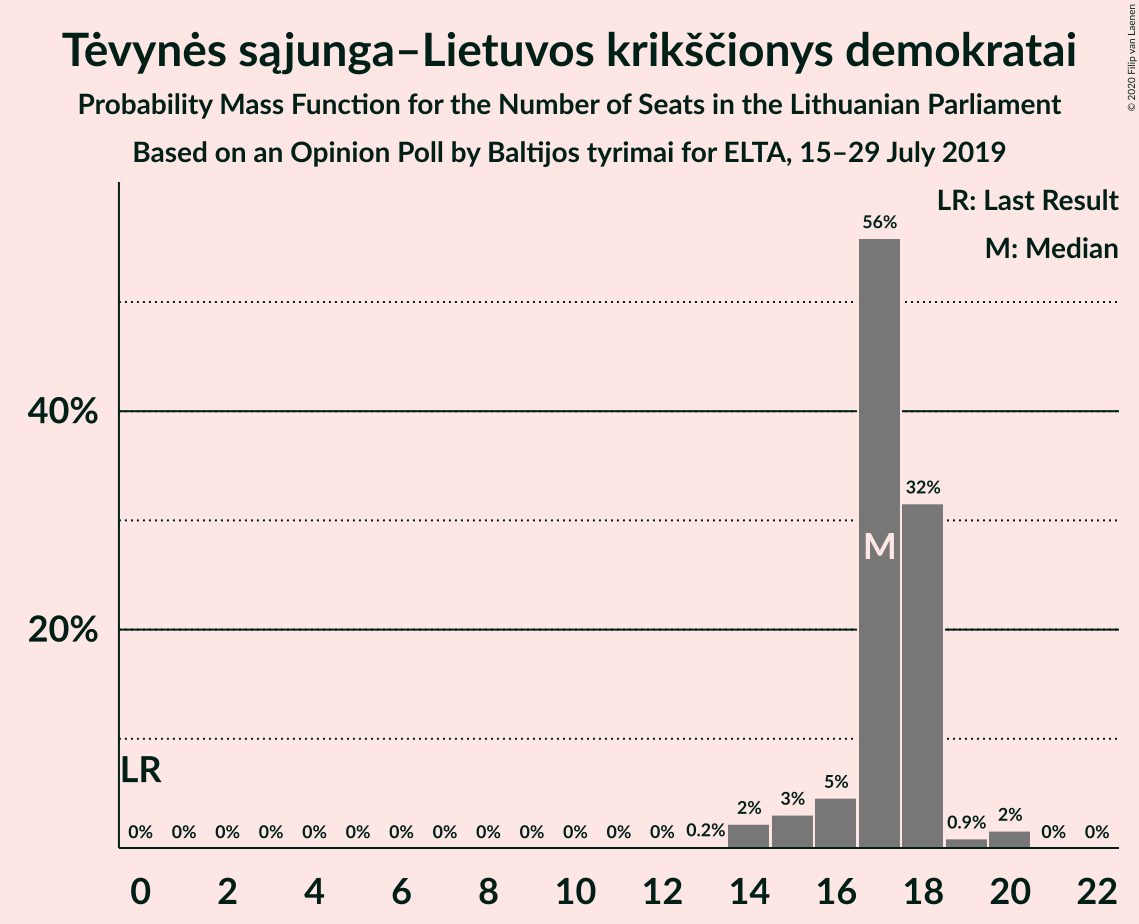 Tėvynės sąjunga–Lietuvos krikščionys demokratai
Probability Mass Function for the Number of Seats in the Lithuanian Parliament
Based on an Opinion Poll by Baltijos tyrimai for ELTA, 15–29 July 2019
© 2020 Filip van Laenen
LR: Last Result
M: Median
56%
40%
32%
M
20%
LR
0% 0% 0% 0% 0% 0% 0% 0% 0% 0% 0% 0% 0% 0.2% 2% 3% 5% 0.9% 2% 0% 0%
0 2 4 6 8 10 12 14 16 18 20 22